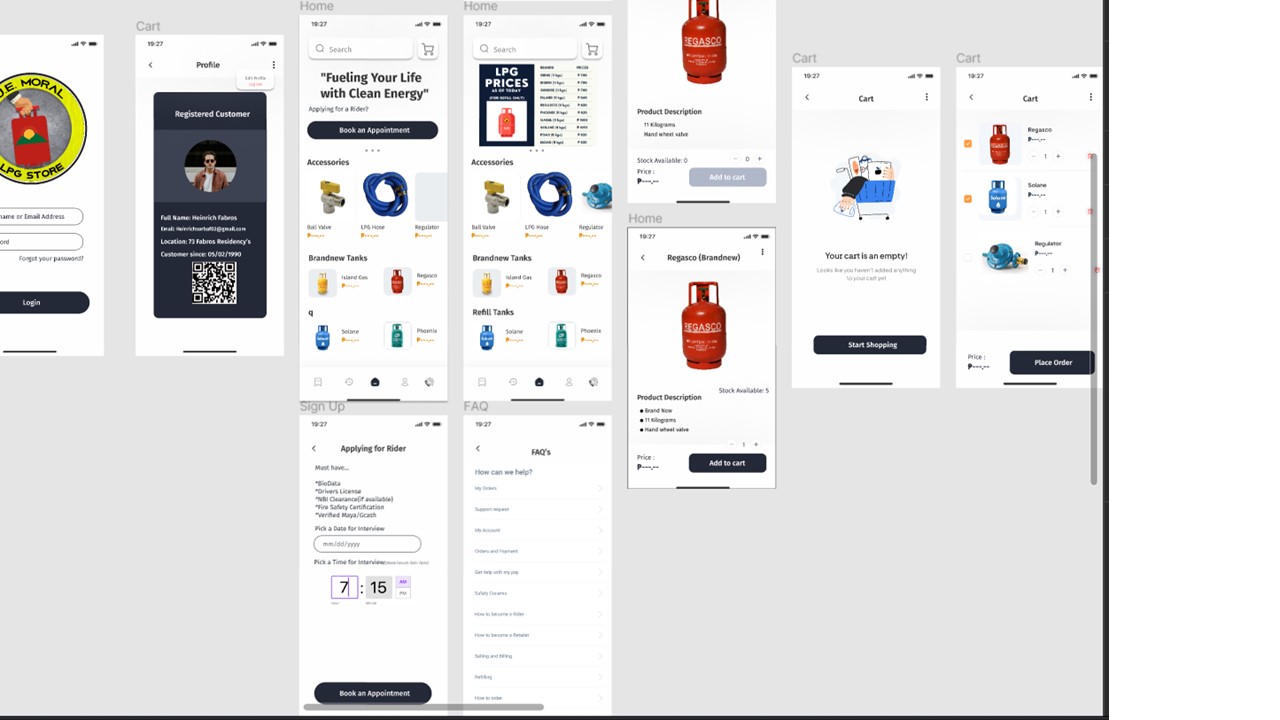 Cart
19:27
Profile
Edit Profile
Log out
Registered Customer
Full Name: Heinrich Fabros
Location: 73 Fabros Residency's
Customer since: 05/02/1990
LPG STORE
name or Email Address
ord
Forgot your password?
Login
Home
19:27
Search
"Fueling Your Life
with Clean Energy"
Applying for a Rider?
Book an Appointment
Accessories
Ball Valve
LPG Hose
Regulator
₱---.--
₱---.--
₱---.--
Brandnew Tanks
Island Gas
₱---.--
Regasco
₱---.--
q
Solane
₱---.--
Phoenix
₱---.--
Home
19:27
Search
LPG
PRICES
AS OF TODAY
(FOR REFILL ONLY)
BRANDS
PRICES
Accessories
Ball Valve
LPG Hose
Regulator
₱---.--
₱---.--
₱---.--
Brandnew Tanks
Island Gas
₱---.--
Regasco
₱---.--
Refill Tanks
Solane
₱---.--
Phoenix
₱---.--
REGASCO
Product Description
11 Kilograms
Hand wheel valve
Stock Available: 0
- 0 +
Price :
₱---.--
Add to cart
Home
19:27
Regasco (Brandnew)
REGASCO
Stock Available: 5
Product Description
Brand Now
11 Kilograms
Hand wheel valve
- 1 +
Price :
₱---.--
Add to cart
Cart
19:27
Cart
Your cart is an empty!
Looks like you haven't added anything
to your cart yet
Start Shopping
Cart
19:27
Cart
Regasco
₱---.--
- 1 +
Solane
₱---.--
- 1 +
Regulator
₱---.--
- 1 +
Price :
₱---.--
Place Order
Sign Up
19:27
Applying for Rider
Must have...
*BioData
*Drivers License
*NBI Clearance(if available)
*Fire Safety Certification
*Verified Maya/Gcash
Pick a Date for Interview
mm/dd/yyyy
Pick a Time for Interview
7 : 15
AM
PM
Book an Appointment
FAQ
19:27
FAQ's
How can we help?
My Orders
Support request
My Account
Orders and Payment
Get help with my pay
Safety Concerns
How to become a Rider
How to become a Retailer
Selling and Billing
Refilling
How to order